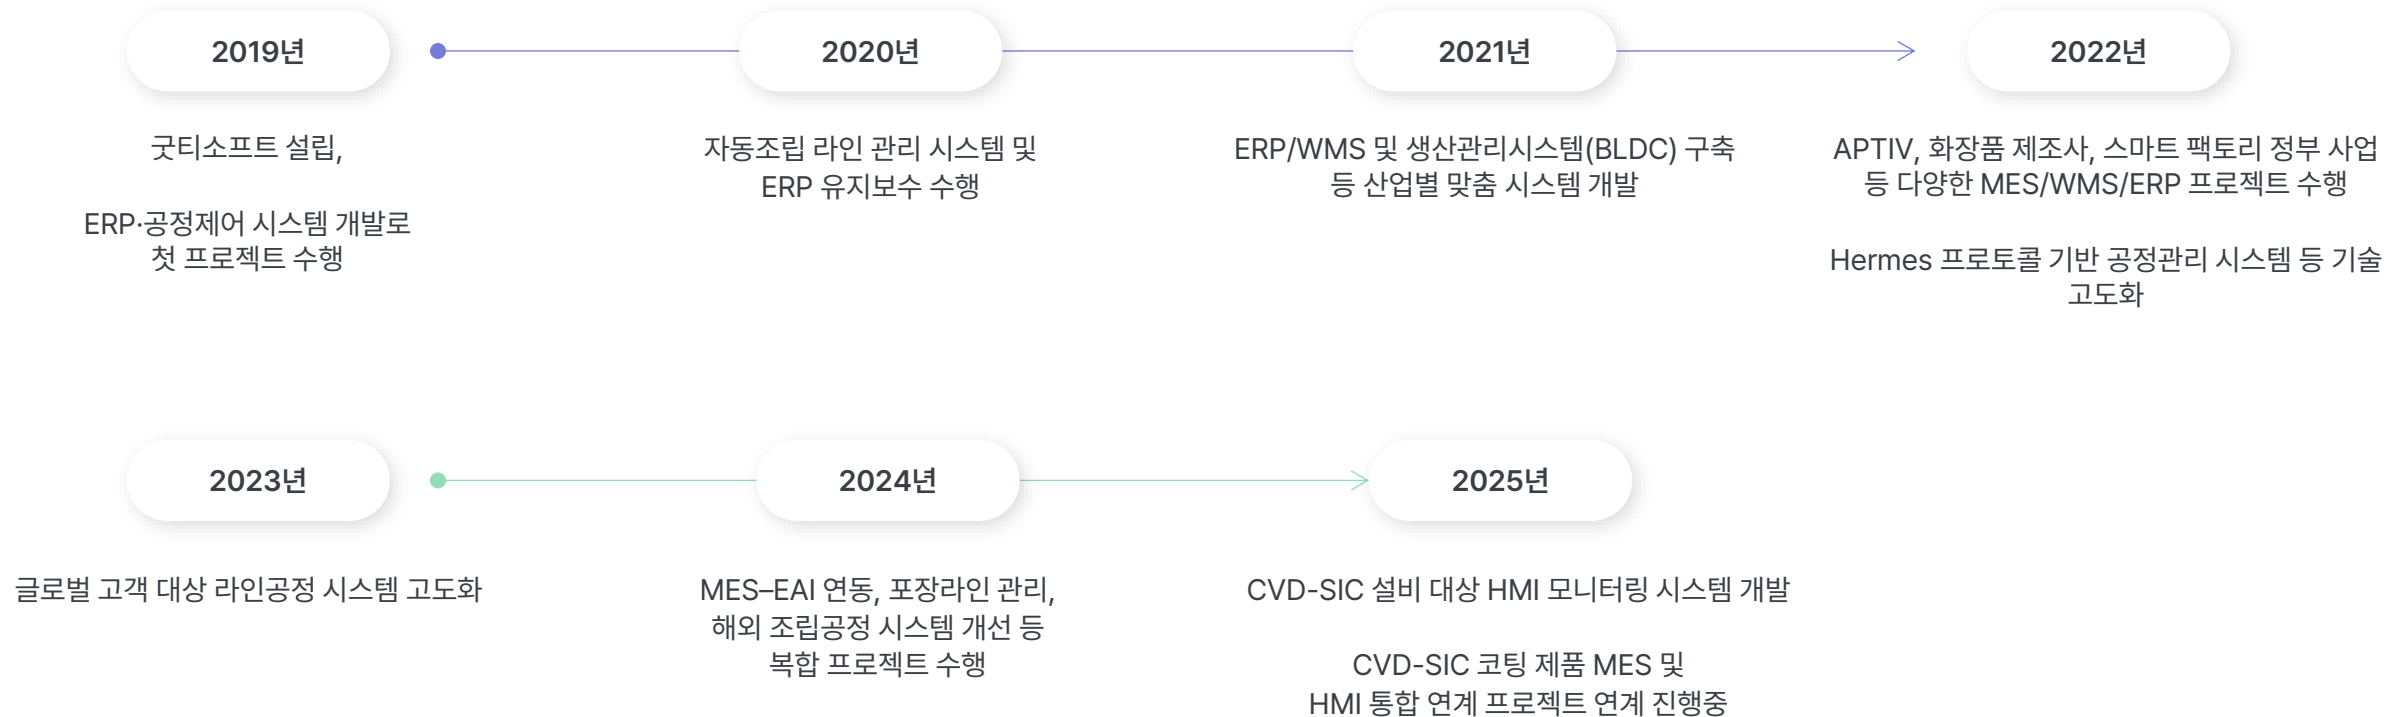 2019년
굿티소프트 설립,
ERP·공정제어 시스템 개발로
첫 프로젝트 수행
2020년
자동조립 라인 관리 시스템 및
ERP 유지보수 수행
2021년
ERP/WMS 및 생산관리시스템(BLDC) 구축
등 산업별 맞춤 시스템 개발
2022년
APTIV, 화장품 제조사, 스마트 팩토리 정부 사업
등 다양한 MES/WMS/ERP 프로젝트 수행
Hermes 프로토콜 기반 공정관리 시스템 등 기술
고도화
2023년
글로벌 고객 대상 라인공정 시스템 고도화
2024년
MES–EAI 연동, 포장라인 관리,
해외 조립공정 시스템 개선 등
복합 프로젝트 수행
2025년
CVD-SIC 설비 대상 HMI 모니터링 시스템 개발
CVD-SIC 코팅 제품 MES 및
HMI 통합 연계 프로젝트 연계 진행중